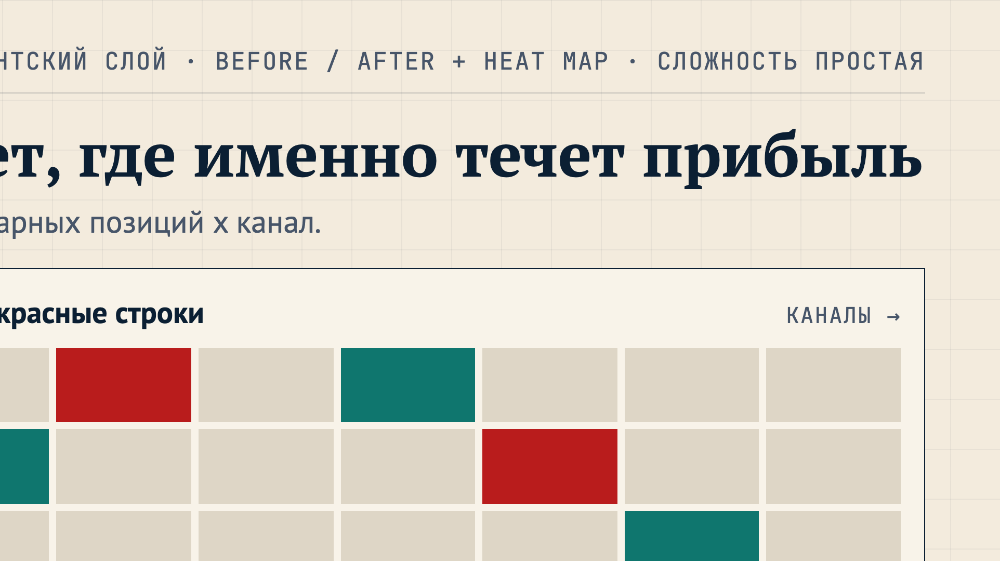 НТСКИЙ СЛОЙ · BEFORE / AFTER + HEAT MAP · СЛОЖНОСТЬ ПРОСТАЯ
ет, где именно течет прибыль
арных позиций x канал.
красные строки
КАНАЛЫ →